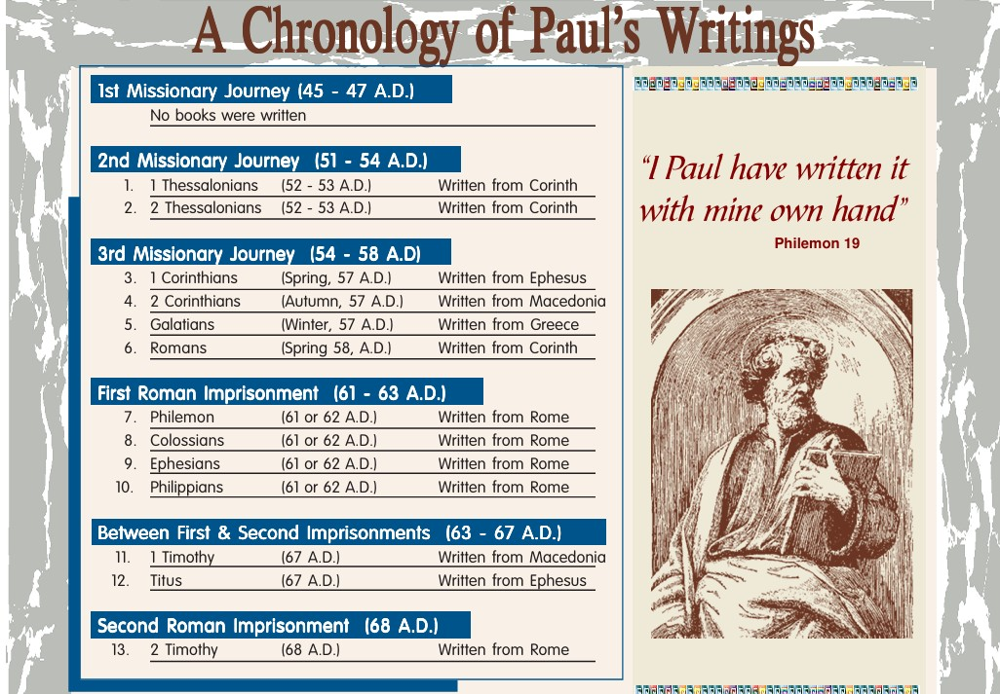 A Chronology of Paul's Writings
1st Missionary Journey (45 - 47 A.D.)
No books were written
2nd Missionary Journey (51 - 54 A.D.)
1. 1 Thessalonians (52 - 53 A.D.) Written from Corinth
2. 2 Thessalonians (52 - 53 A.D.) Written from Corinth
3rd Missionary Journey (54 - 58 A.D)
3. 1 Corinthians (Spring, 57 A.D.) Written from Ephesus
4. 2 Corinthians (Autumn, 57 A.D.) Written from Macedonia
5. Galatians (Winter, 57 A.D.) Written from Greece
6. Romans (Spring 58, A.D.) Written from Corinth
First Roman Imprisonment (61 - 63 A.D.)
7. Philemon (61 or 62 A.D.) Written from Rome
8. Colossians (61 or 62 A.D.) Written from Rome
9. Ephesians (61 or 62 A.D.) Written from Rome
10. Philippians (61 or 62 A.D.) Written from Rome
Between First & Second Imprisonments (63 - 67 A.D.)
11. 1 Timothy (67 A.D.) Written from Macedonia
12. Titus (67 A.D.) Written from Ephesus
Second Roman Imprisonment (68 A.D.)
13. 2 Timothy (68 A.D.) Written from Rome
“I Paul have written it
with mine own hand”
Philemon 19